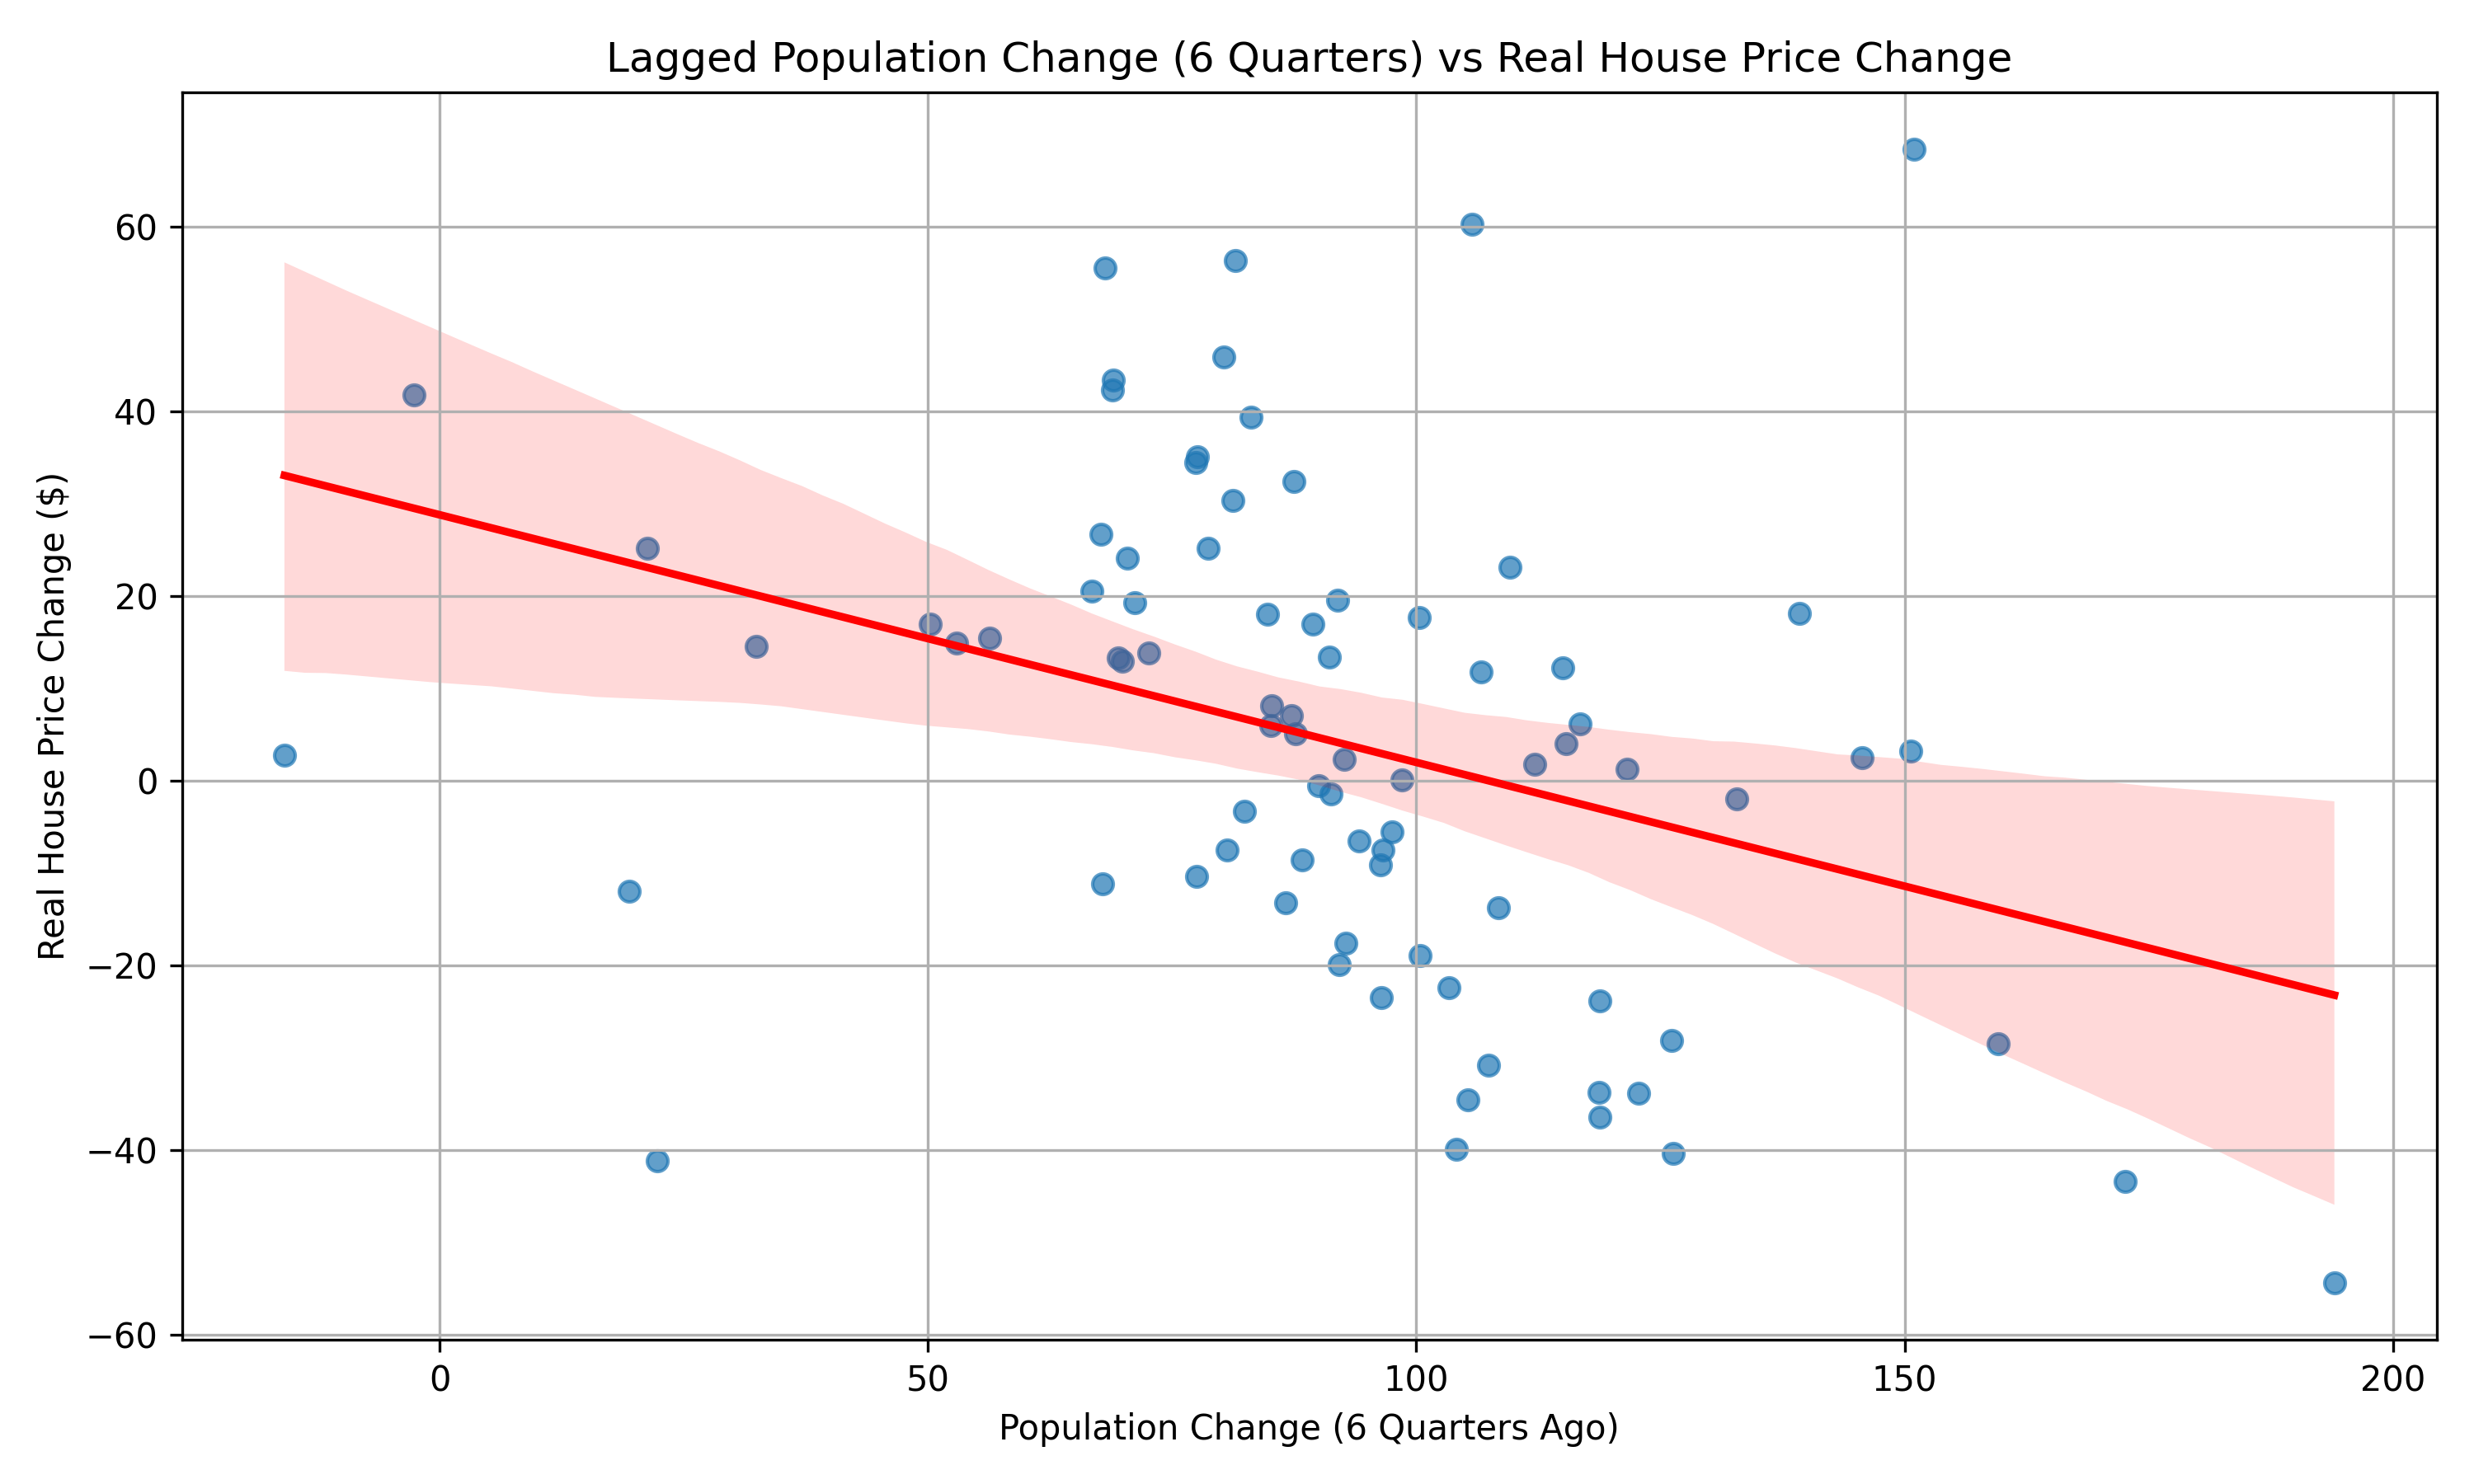 Lagged Population Change (6 Quarters) vs Real House Price Change
Real House Price Change ($)
60
40
20
0
−20
−40
−60
0 50 100 150 200
Population Change (6 Quarters Ago)